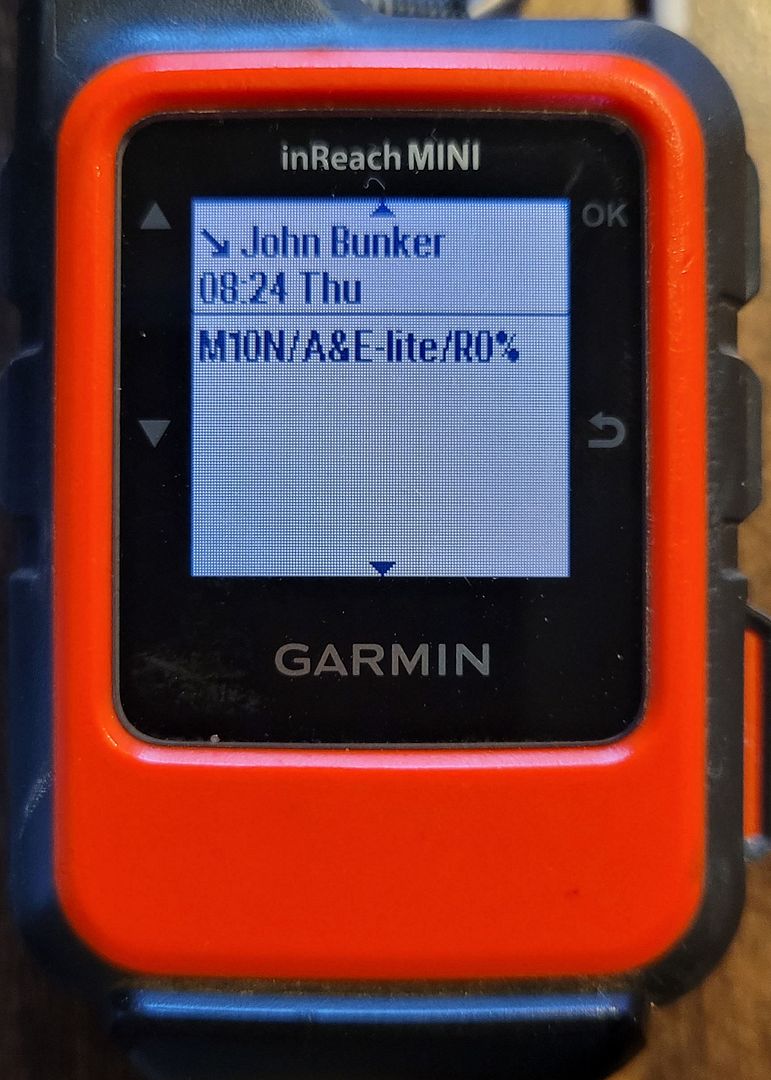 inReach MINI
OK
John Bunker
08:24 Thu
M10N/A&E-lite/R0%
GARMIN